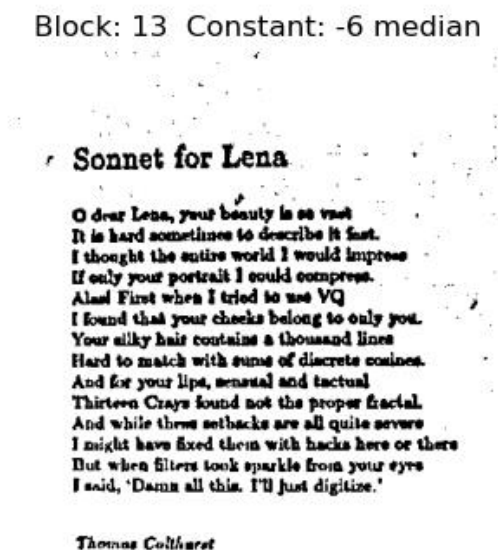 Block: 13 Constant: -6 median
Sonnet for Lena
O dear Lena, your beauty is so vast
It is hard sometimes to describe it fast.
I thought the entire world I would impress
If only your portrait I could compress.
Alas! First when I tried to use VQ
I found that your cheeks belong to only you.
Your silky hair contains a thousand lines
Hard to match with sums of discrete cosines.
And for your lips, sensual and tactual
Thirteen Crays found not the proper fractal.
And while these setbacks are all quite severe
I might have fixed them with hacks here or there
But when filters took sparkle from your eyes
I said, 'Damn all this. I'll just digitize.'
Thomas Colthurst